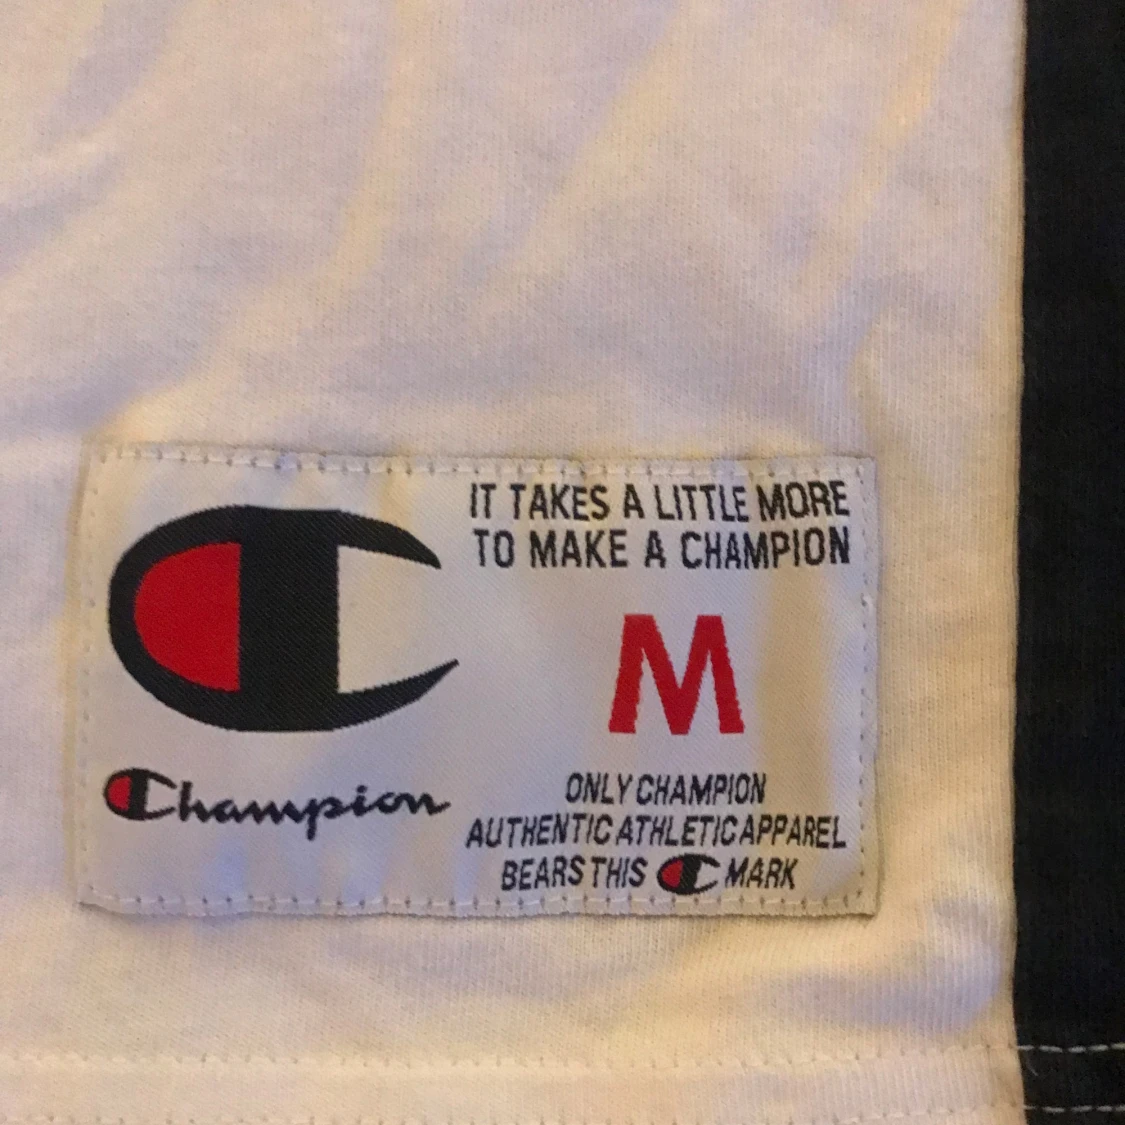 IT TAKES A LITTLE MORE
TO MAKE A CHAMPION
M
Champion
ONLY CHAMPION
AUTHENTIC ATHLETIC APPAREL
BEARS THIS C MARK